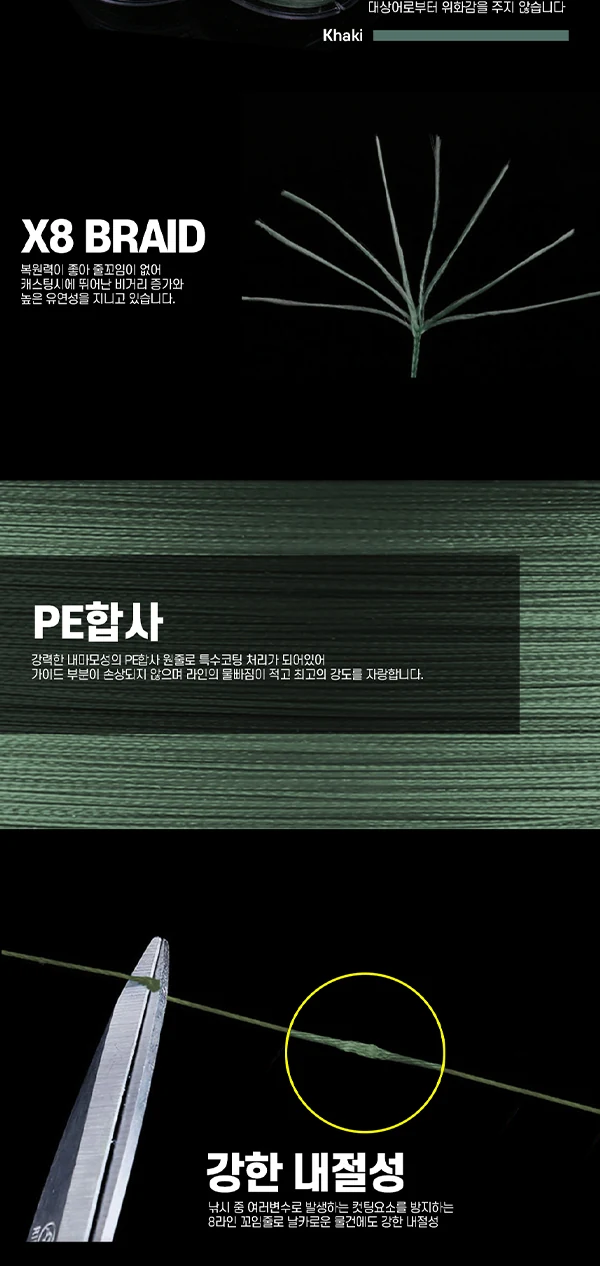 대상어로부터 위화감을 주지 않습니다
Khaki
X8 BRAID
복원력이 좋아 줄꼬임이 없어
캐스팅시에 뛰어난 비거리 증가와
높은 유연성을 지니고 있습니다.
PE합사
강력한 내마모성의 PE합사 원줄로 특수코팅 처리가 되어있어
가이드 부분이 손상되지 않으며 라인의 물빠짐이 적고 최고의 강도를 자랑합니다.
강한 내절성
낚시 중 여러변수로 발생하는 컷팅요소를 방지하는
8라인 꼬임줄로 날카로운 물건에도 강한 내절성